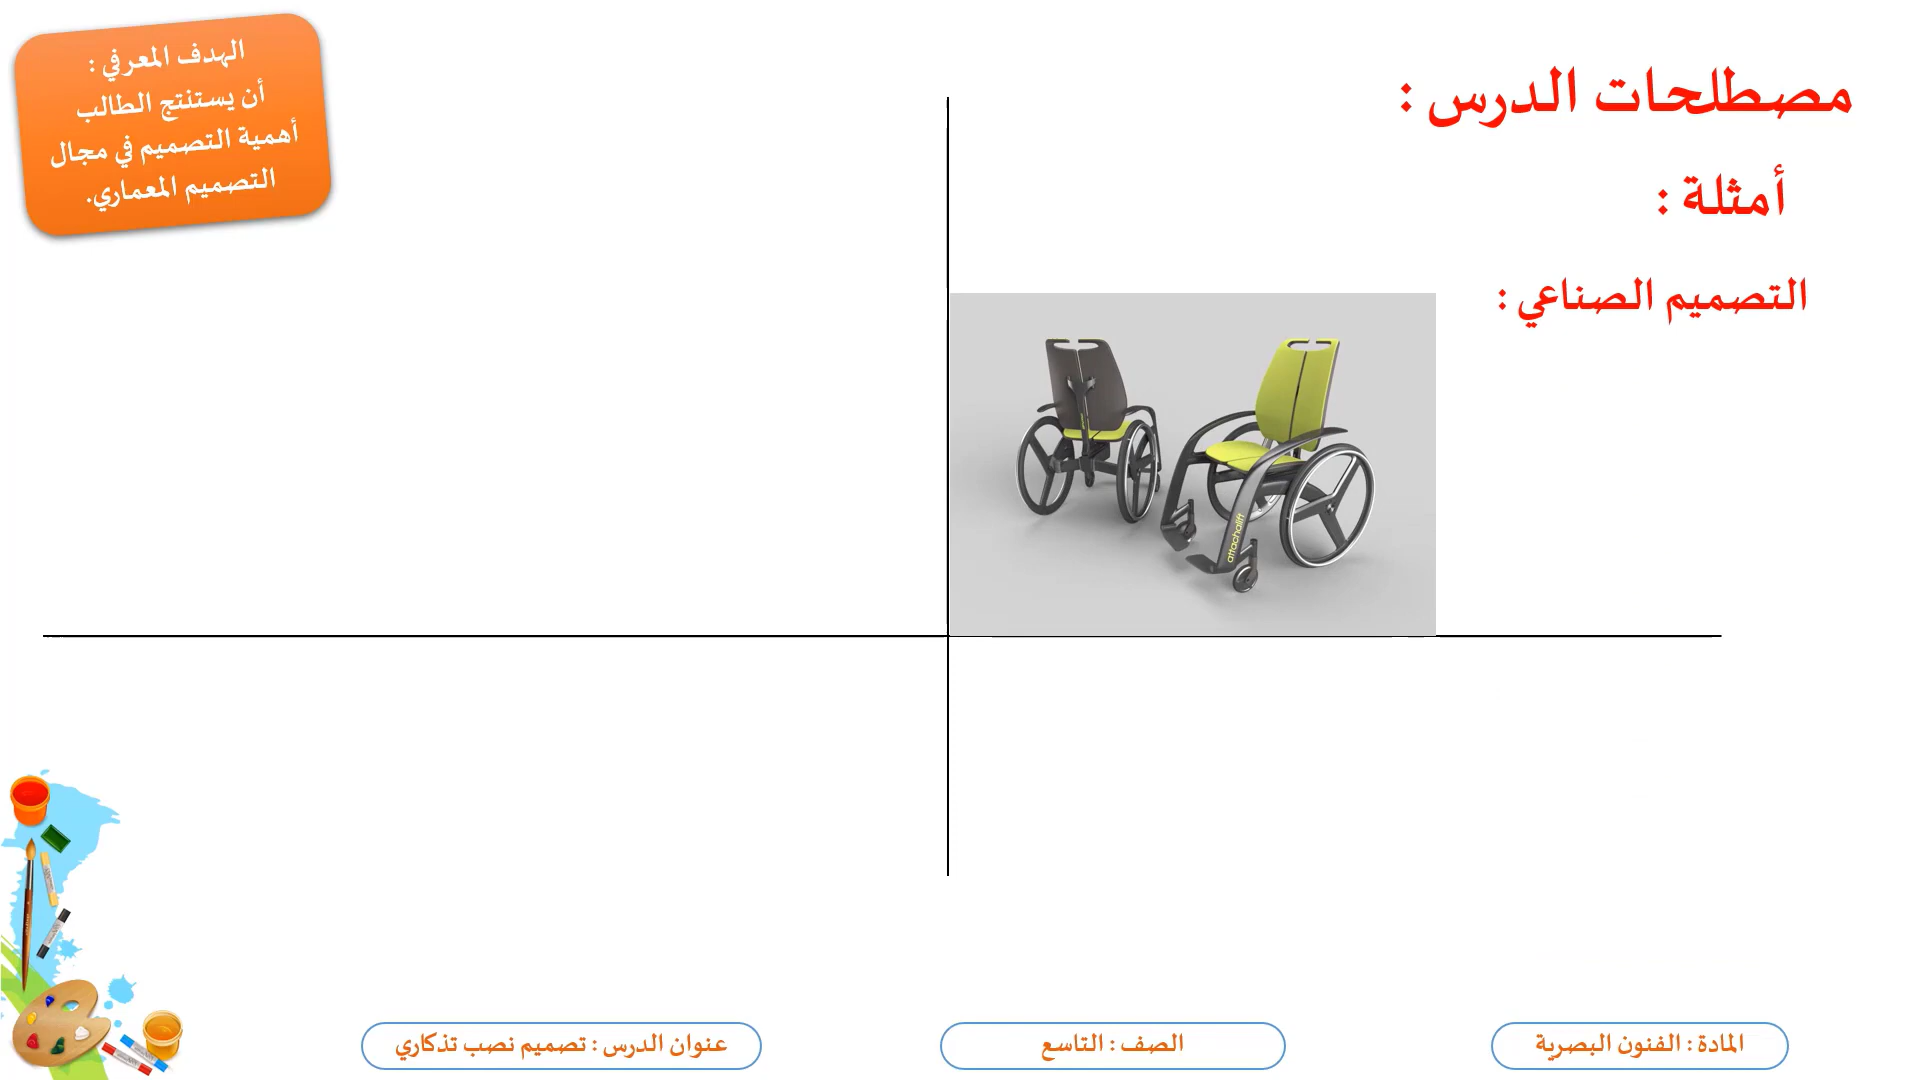 الهدف المعرفي :
أن يستنتج الطالب
أهمية التصميم في مجال
التصميم المعماري.
مصطلحات الدرس :
أمثلة :
التصميم الصناعي :
attachalift
المادة : الفنون البصرية
الصف : التاسع
عنوان الدرس : تصميم نصب تذكاري